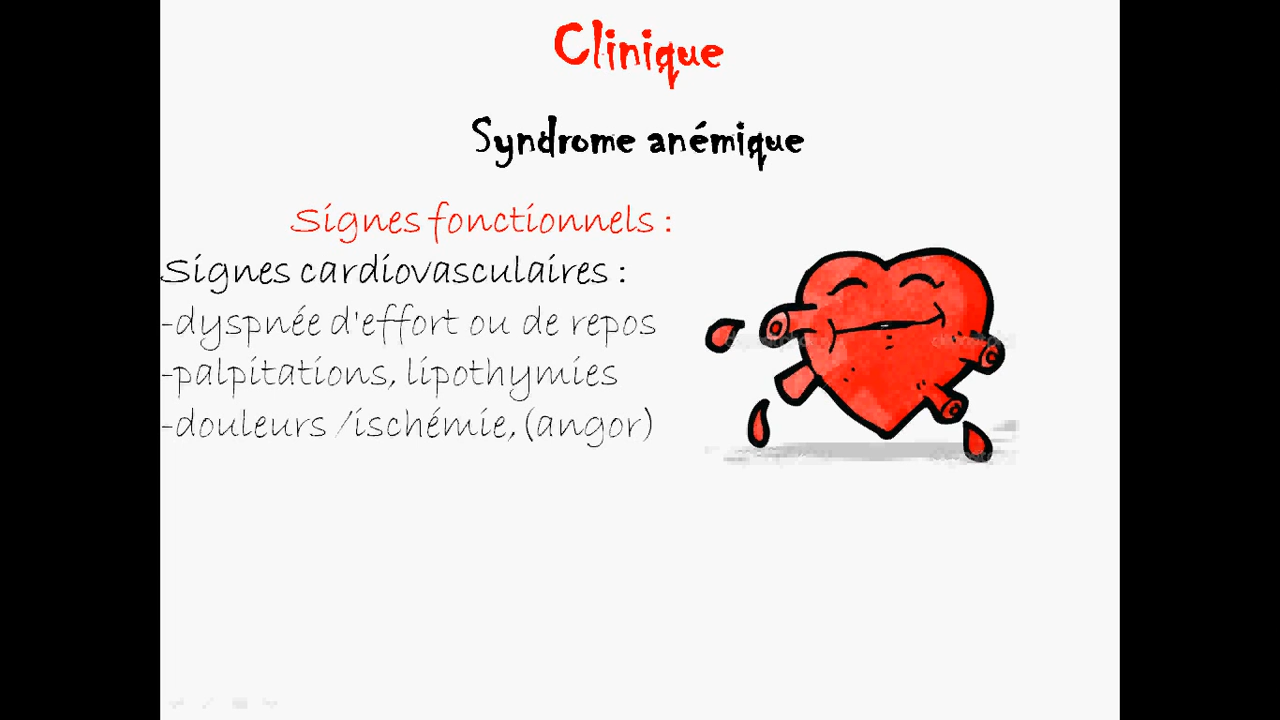 Clinique
Syndrome anémique
Signes fonctionnels :
Signes cardiovasculaires :
-dyspnée d'effort ou de repos
-palpitations, lipothymies
-douleurs /ischémie, (angor)